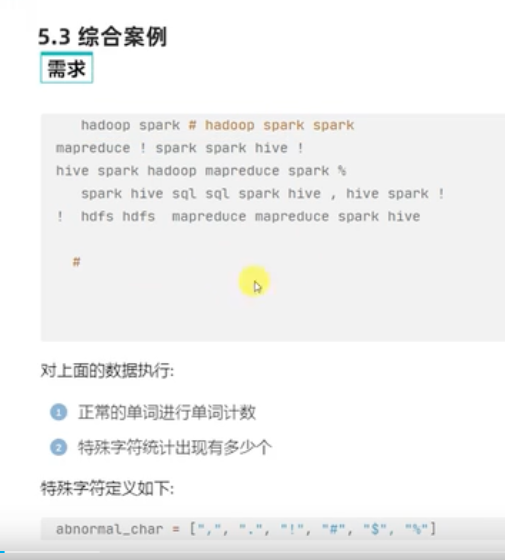 5.3 综合案例
需求
hadoop spark # hadoop spark spark
mapreduce ! spark spark hive !
hive spark hadoop mapreduce spark %
spark hive sql sql spark hive , hive spark !
!  hdfs hdfs  mapreduce mapreduce spark hive
#
对上面的数据执行:
1 正常的单词进行单词计数
2 特殊字符统计出现有多少个
特殊字符定义如下:
abnormal_char = [",", ".", "!", "#", "$", "%"]